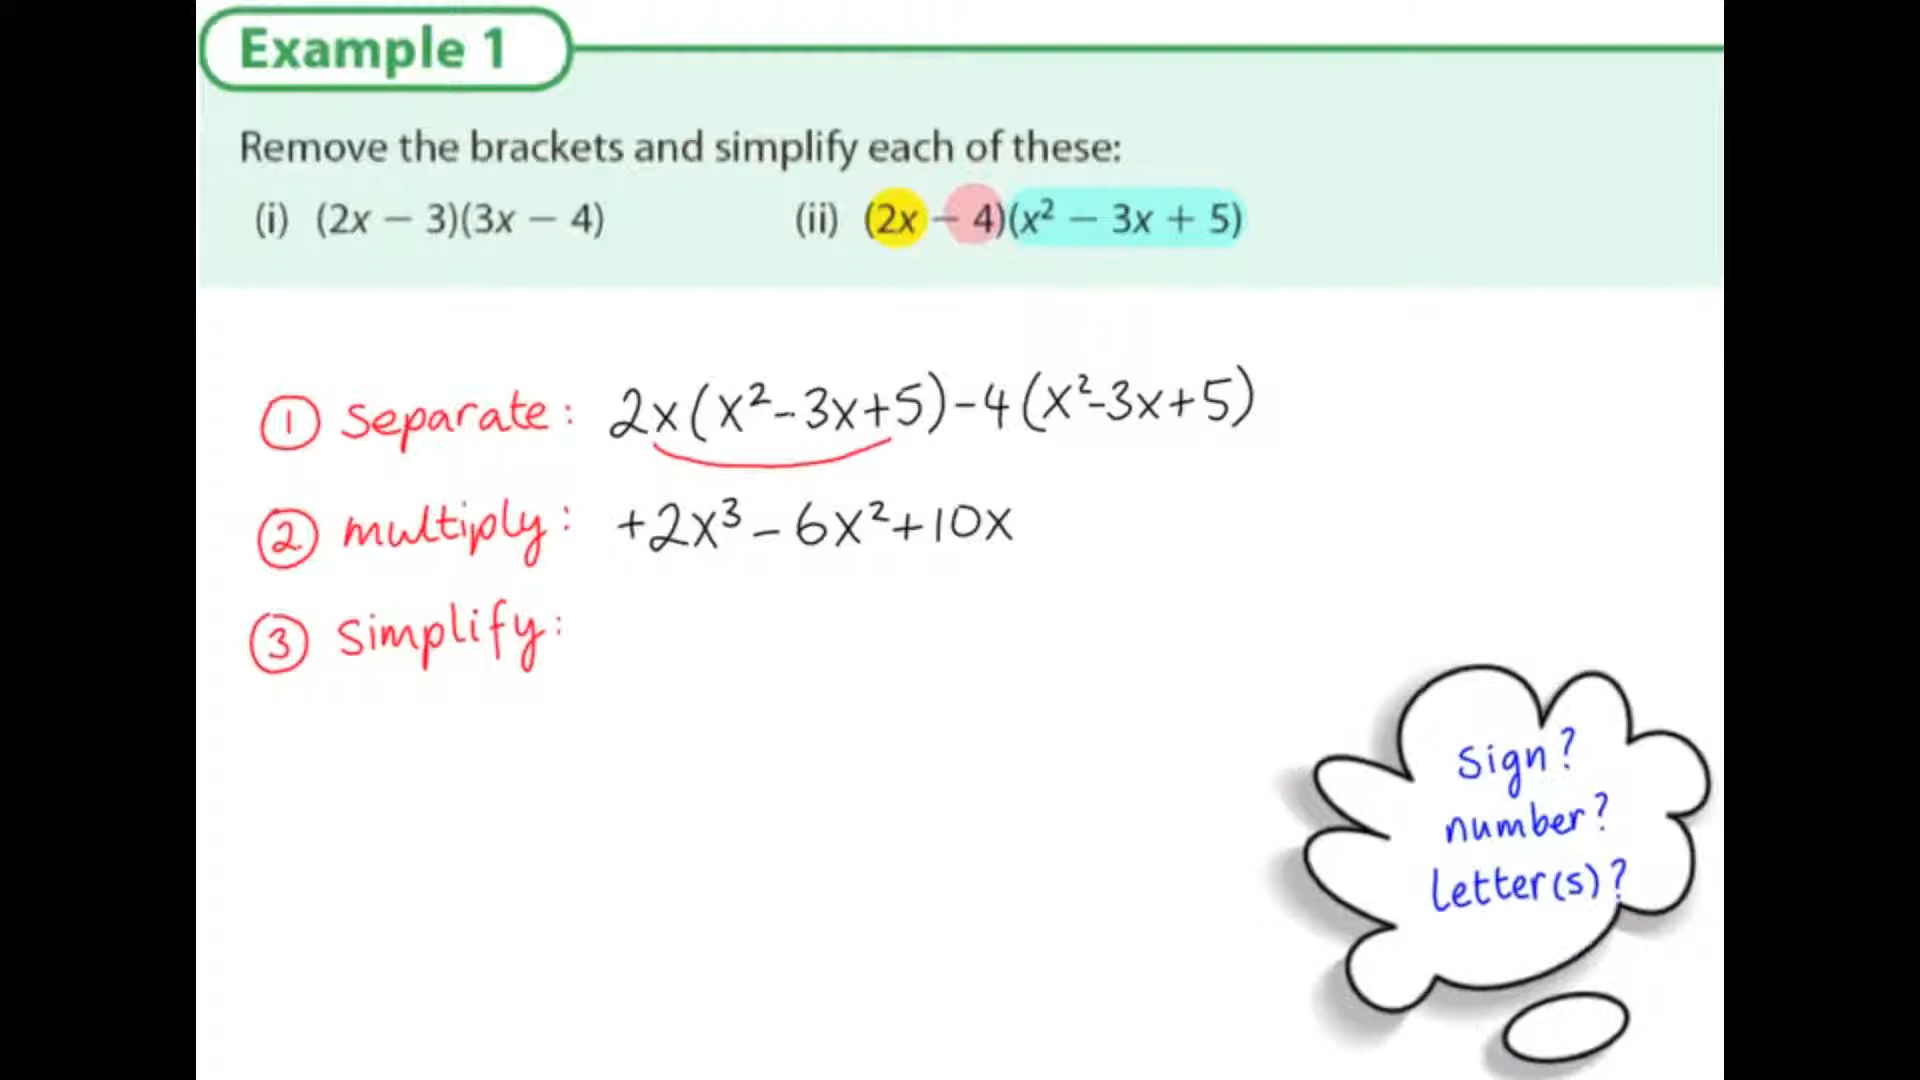 Example 1
Remove the brackets and simplify each of these:
(i) (2x − 3)(3x − 4) (ii) (2x − 4)(x² − 3x + 5)
① separate: 2x(x²-3x+5)-4(x²-3x+5)
② multiply: +2x³-6x²+10x
③ simplify:
sign?
number?
letter(s)?